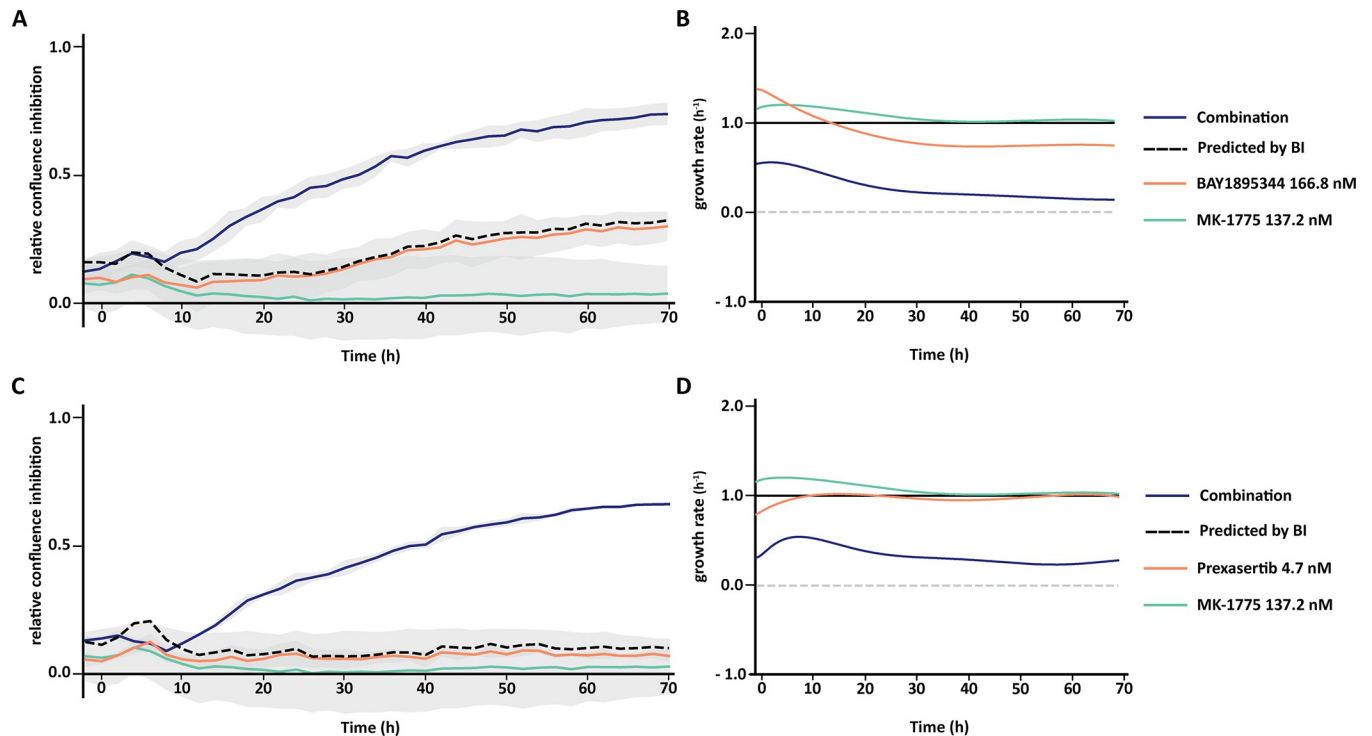 A
relative confluence inhibition
1.0
0.5
0.0
0 10 20 30 40 50 60 70
Time (h)
B
growth rate (h⁻¹)
2.0
1.0
0.0
- 1.0
0 10 20 30 40 50 60 70
Time (h)
Combination
Predicted by BI
BAY1895344 166.8 nM
MK-1775 137.2 nM
C
relative confluence inhibition
1.0
0.5
0.0
0 10 20 30 40 50 60 70
Time (h)
D
growth rate (h⁻¹)
2.0
1.0
0.0
- 1.0
0 10 20 30 40 50 60 70
Time (h)
Combination
Predicted by BI
Prexasertib 4.7 nM
MK-1775 137.2 nM